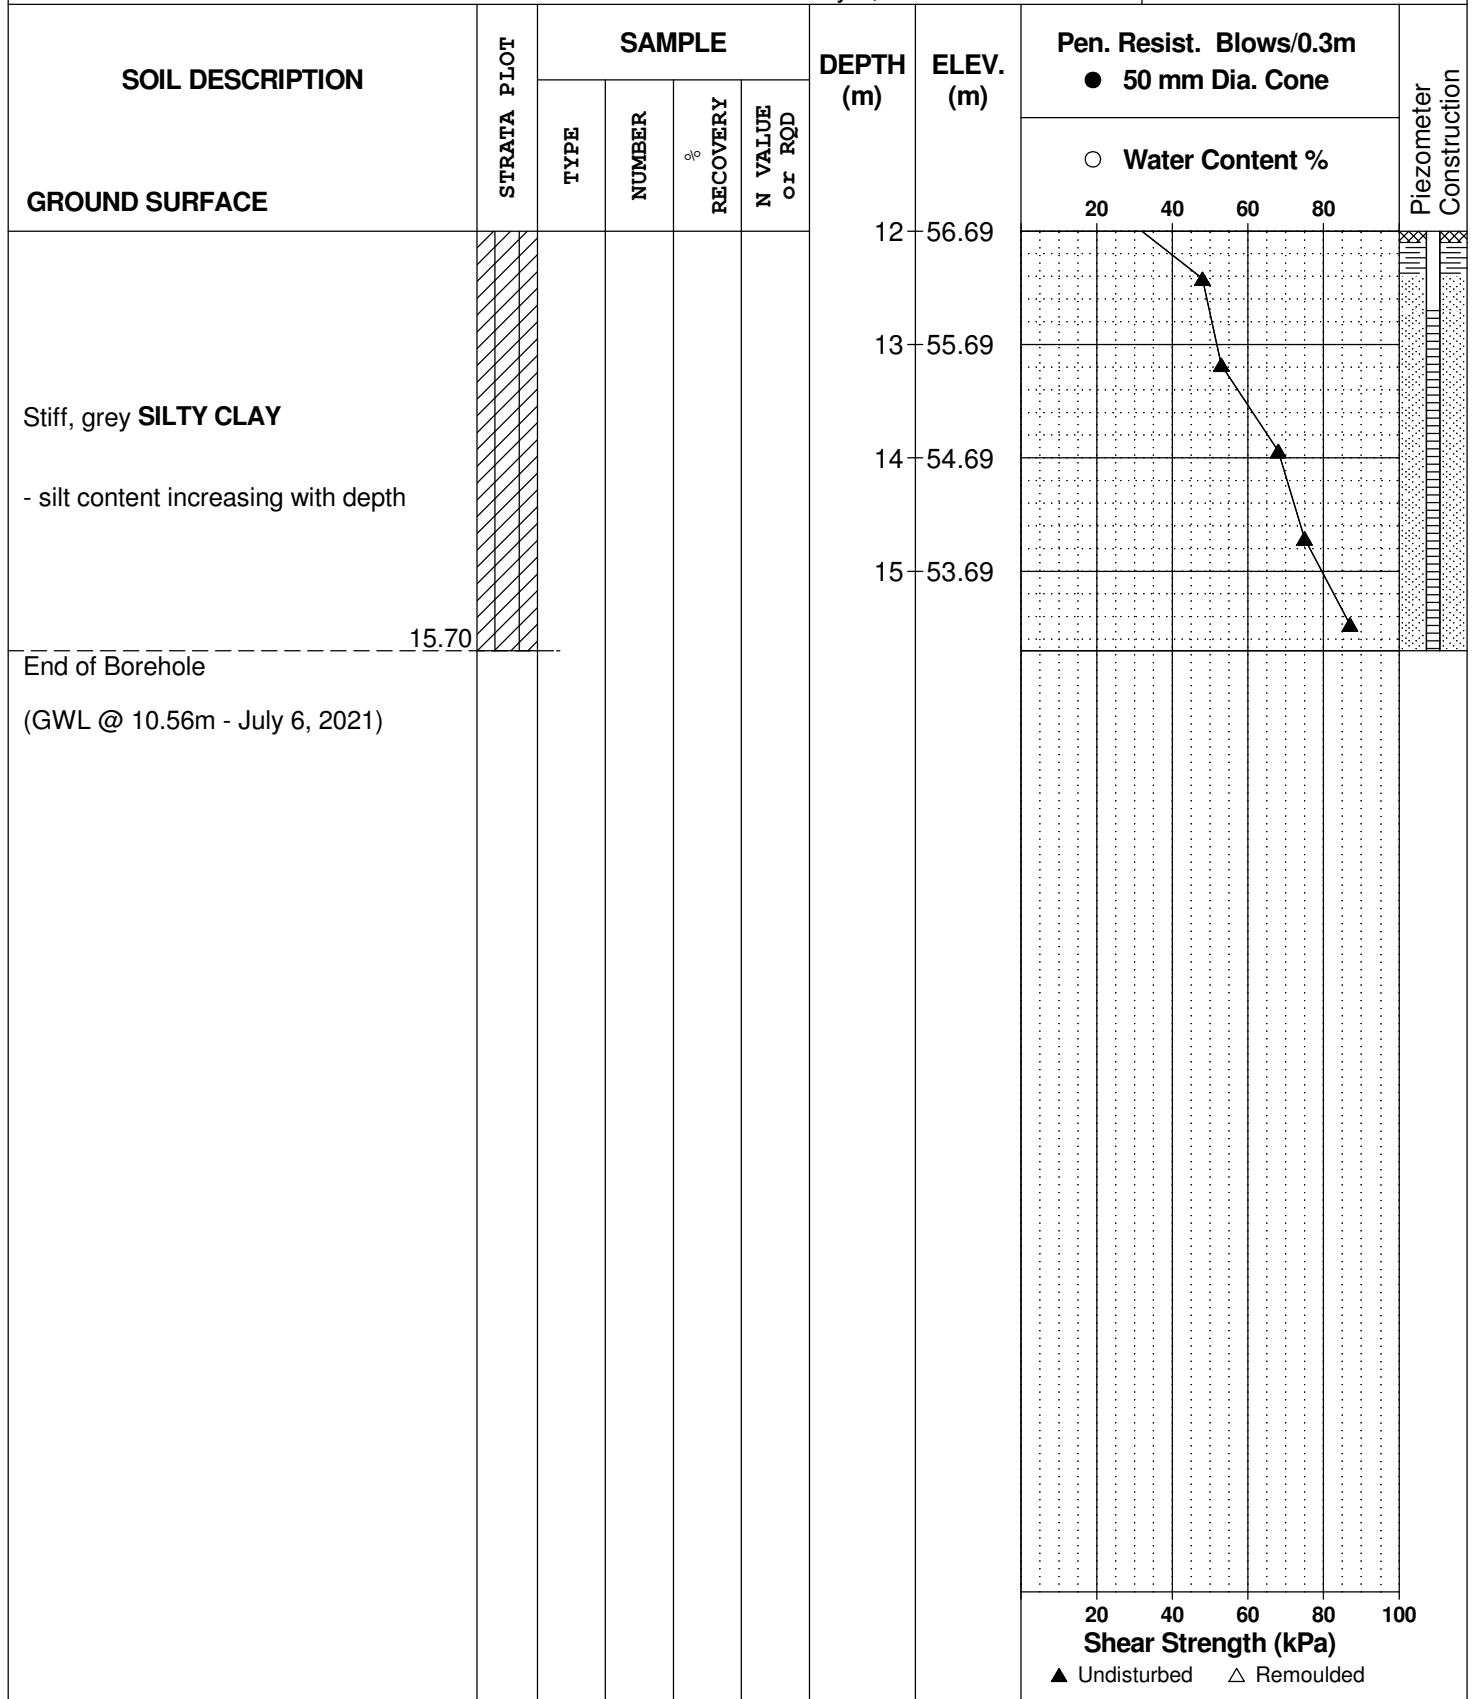 SOIL DESCRIPTION
GROUND SURFACE
STRATA PLOT
SAMPLE
TYPE
NUMBER
%
RECOVERY
N VALUE
or RQD
DEPTH
(m)
ELEV.
(m)
Pen. Resist. Blows/0.3m
● 50 mm Dia. Cone
○ Water Content %
20 40 60 80
Piezometer
Construction
12 56.69
13 55.69
Stiff, grey SILTY CLAY
14 54.69
- silt content increasing with depth
15 53.69
15.70
End of Borehole
(GWL @ 10.56m - July 6, 2021)
20 40 60 80 100
Shear Strength (kPa)
▲ Undisturbed △ Remoulded